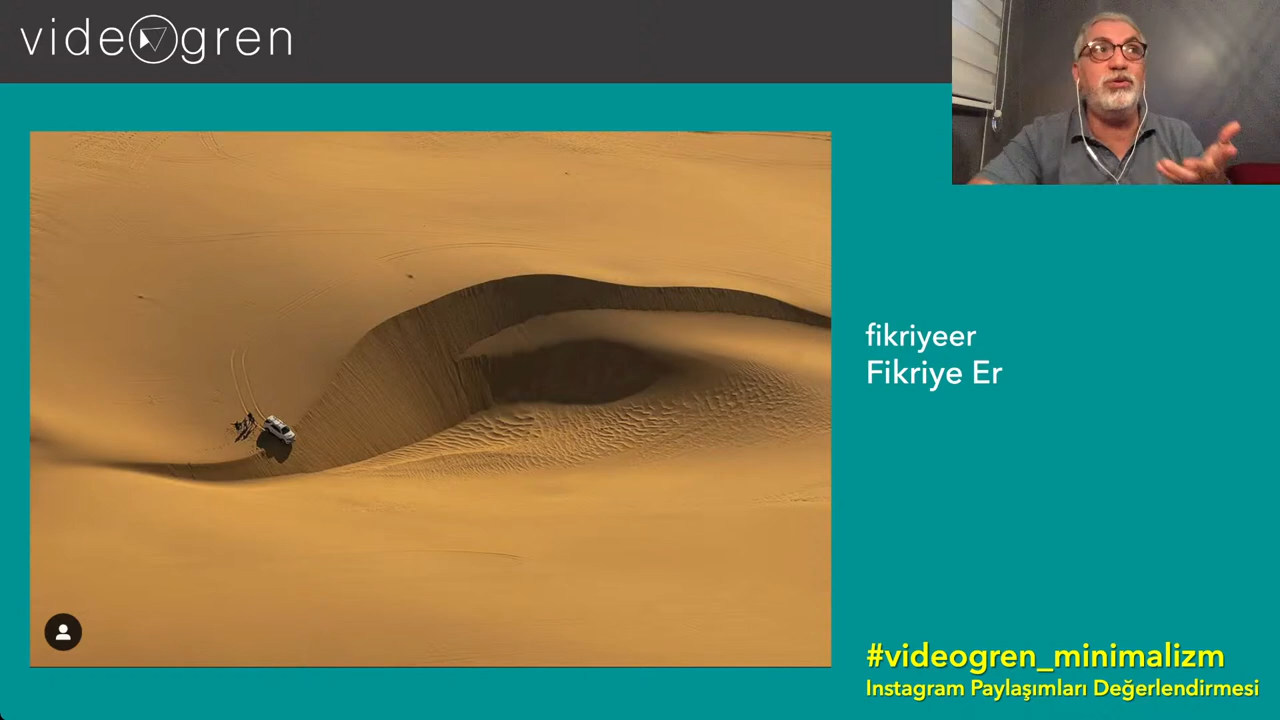 videogren
fikriyeer
Fikriye Er
#videogren_minimalizm
Instagram Paylaşımları Değerlendirmesi